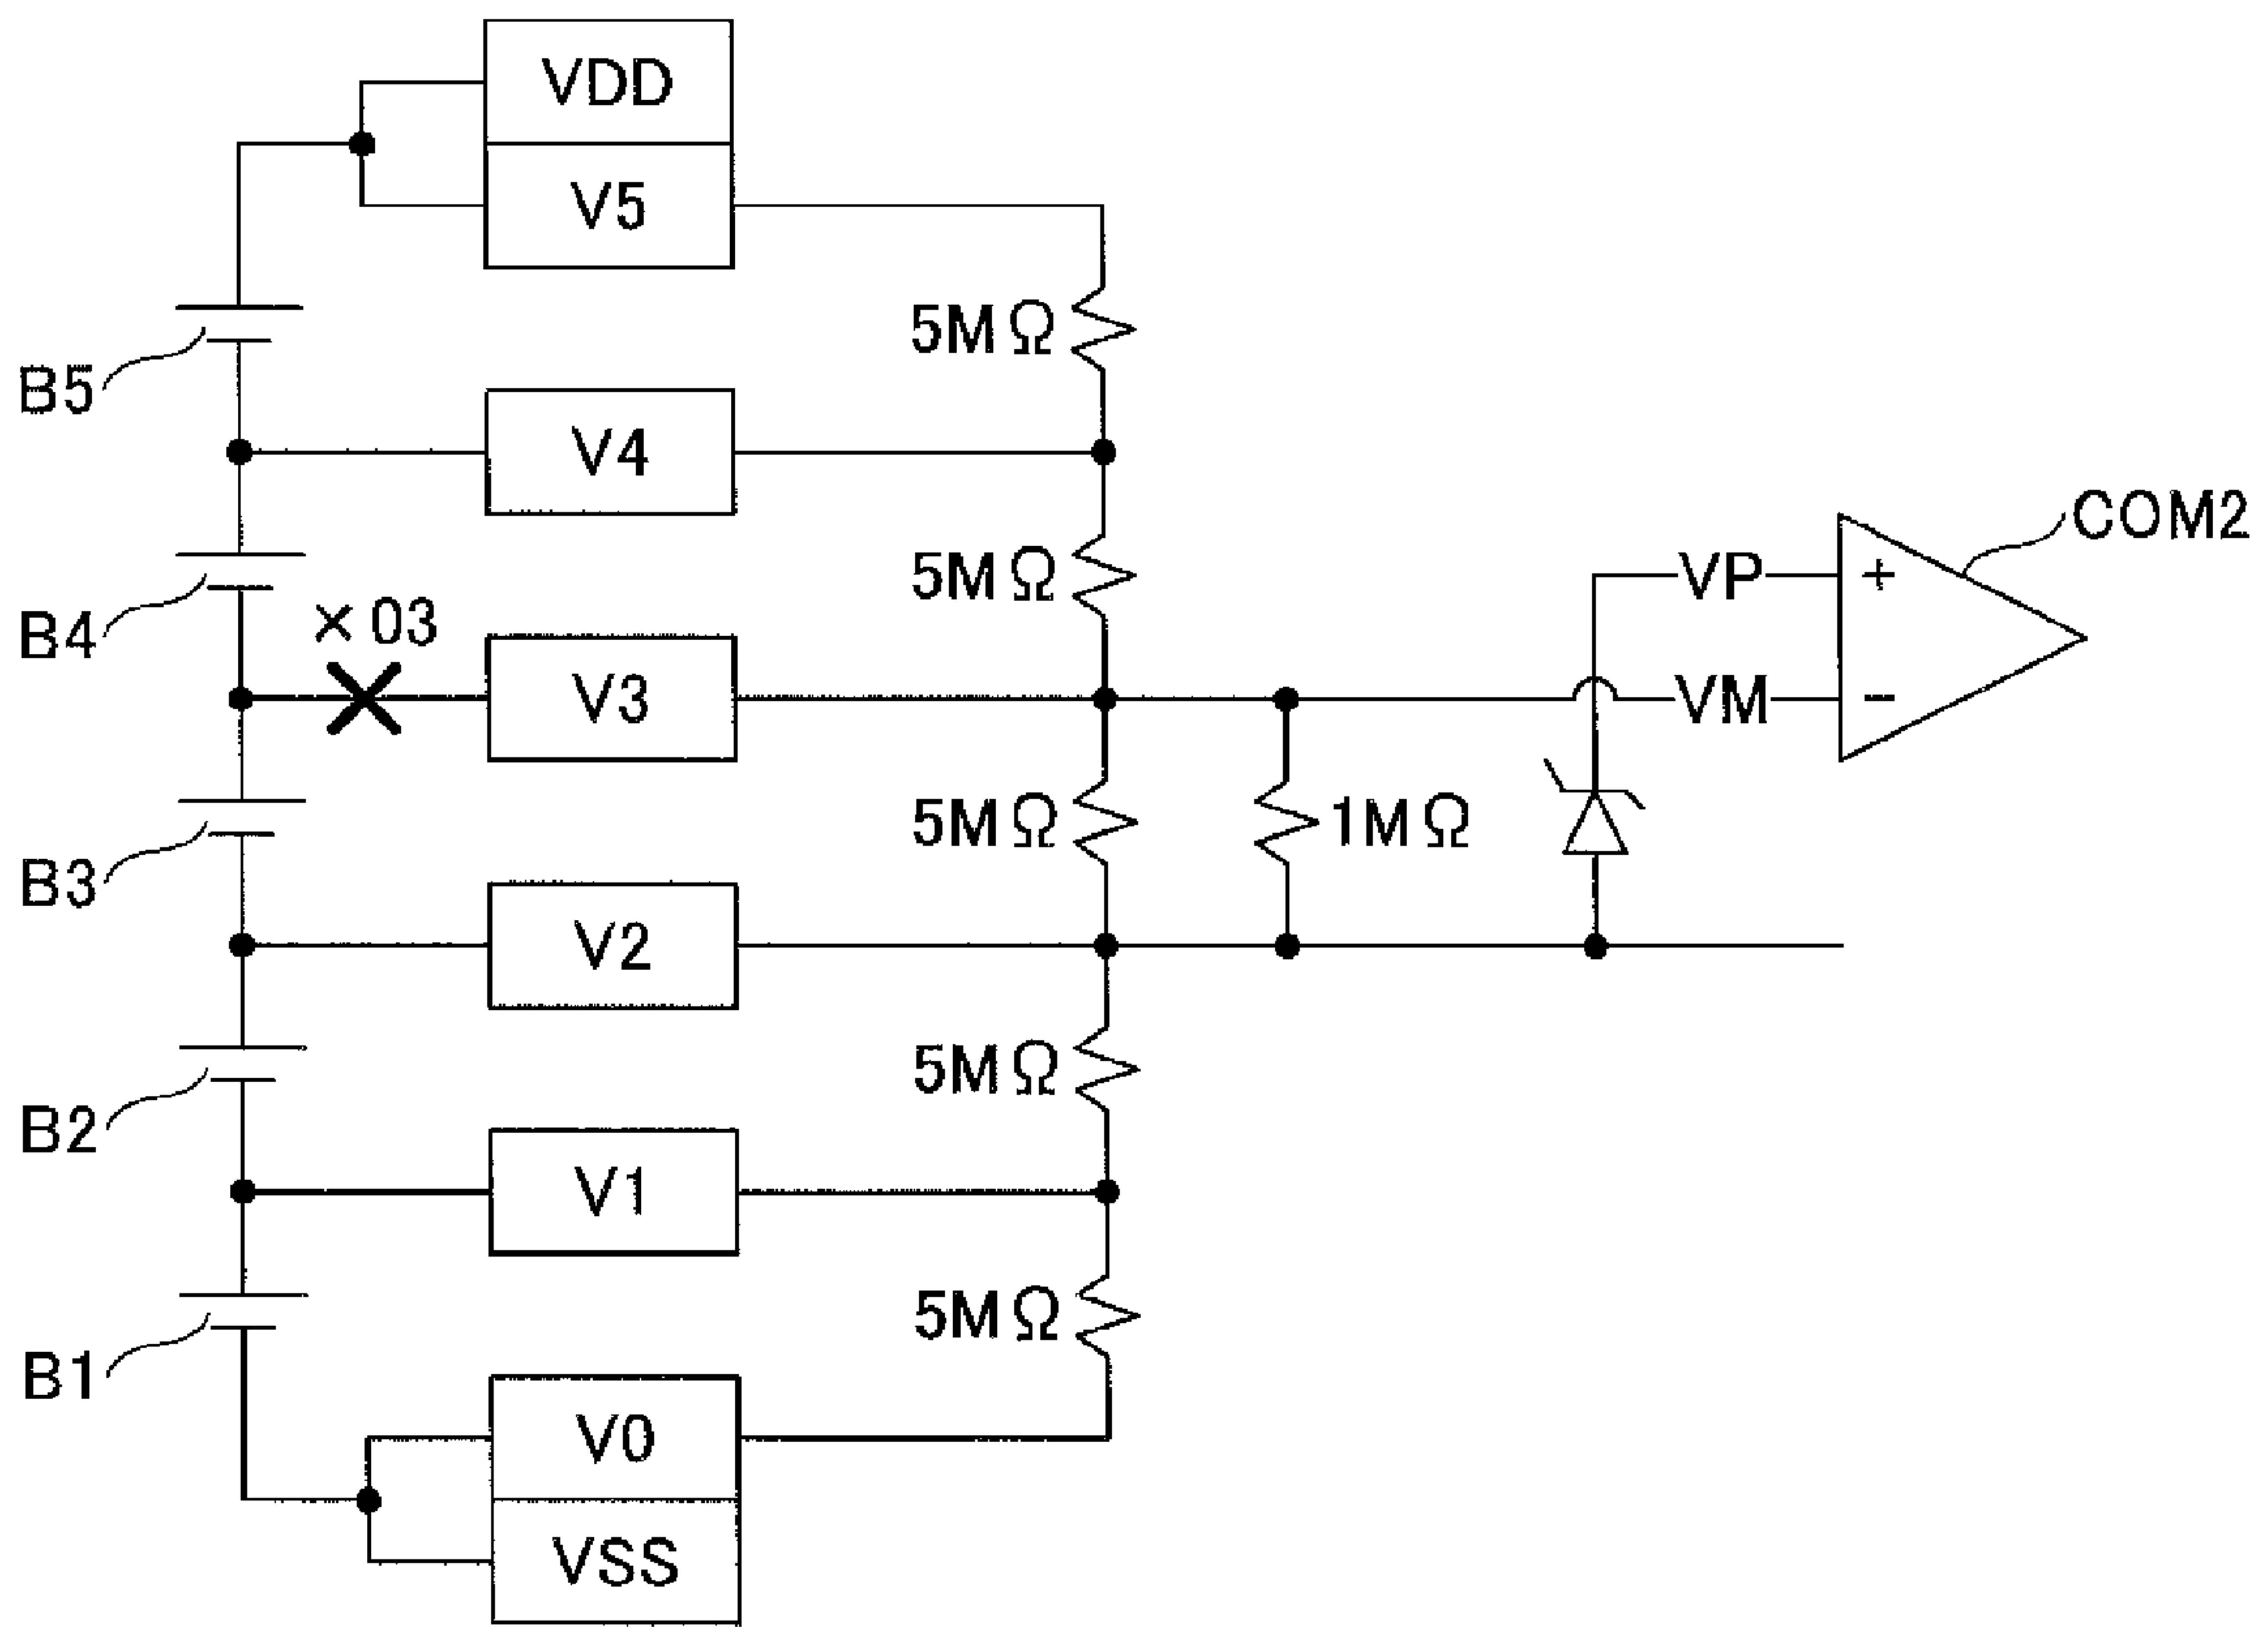 VDD
V5
5MΩ
B5
V4
COM2
5MΩ
VP
+
B4
×03
V3
VM
-
5MΩ
1MΩ
B3
V2
5MΩ
B2
V1
5MΩ
B1
V0
VSS